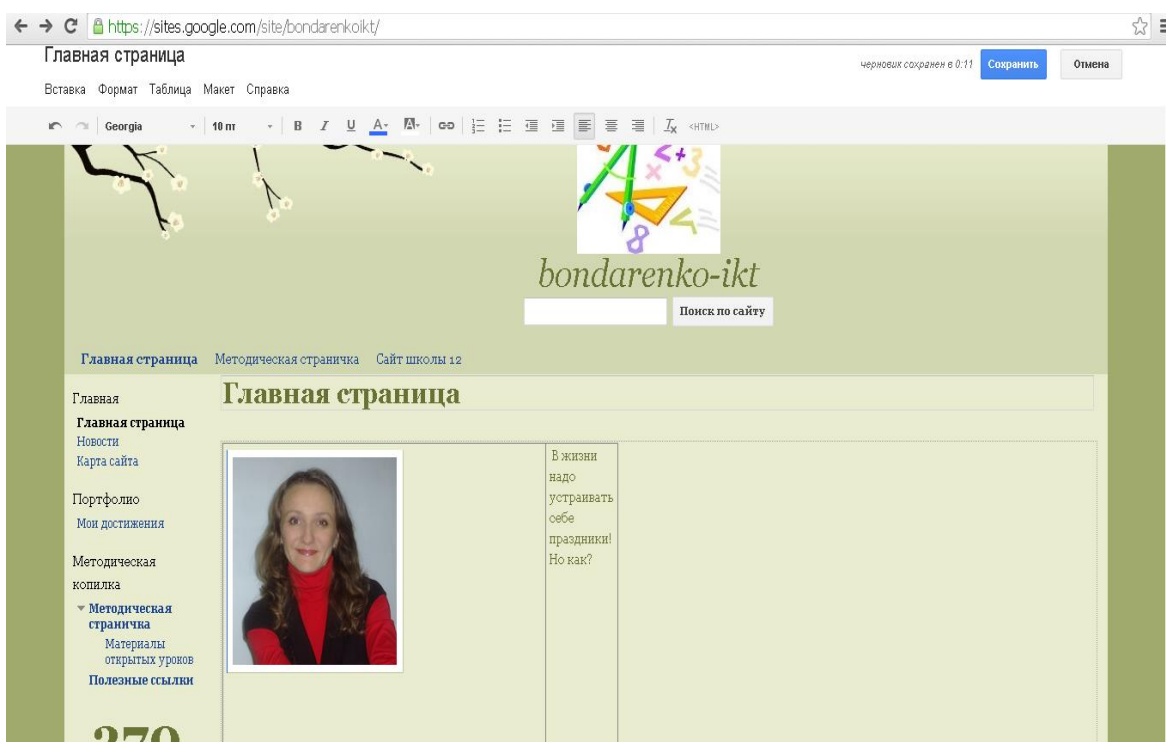 https://sites.google.com/site/bondarenkoikt/
Главная страница
черновик сохранен в 0:11 Сохранить Отмена
Вставка Формат Таблица Макет Справка
Georgia 10 пт B I U A A <HTML>
bondarenko-ikt
Поиск по сайту
Главная страница Методическая страничка Сайт школы 12
Главная
Главная страница
Новости
Карта сайта
Портфолио
Мои достижения
Методическая
копилка
Методическая
страничка
Материалы
открытых уроков
Полезные ссылки
379
Главная страница
В жизни
надо
устраивать
себе
праздники!
Но как?